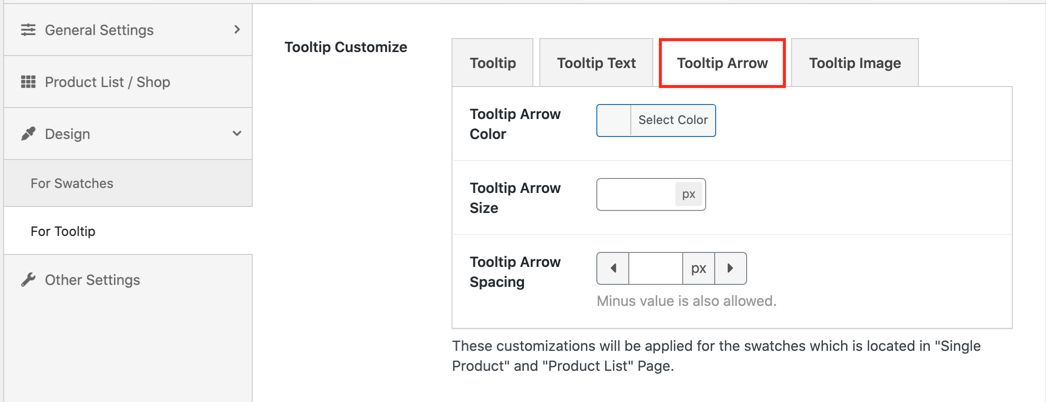 General Settings
Product List / Shop
Design
For Swatches
For Tooltip
Other Settings
Tooltip Customize
Tooltip
Tooltip Text
Tooltip Arrow
Tooltip Image
Tooltip Arrow
Color
Select Color
Tooltip Arrow
Size
px
Tooltip Arrow
Spacing
px
Minus value is also allowed.
These customizations will be applied for the swatches which is located in "Single
Product" and "Product List" Page.